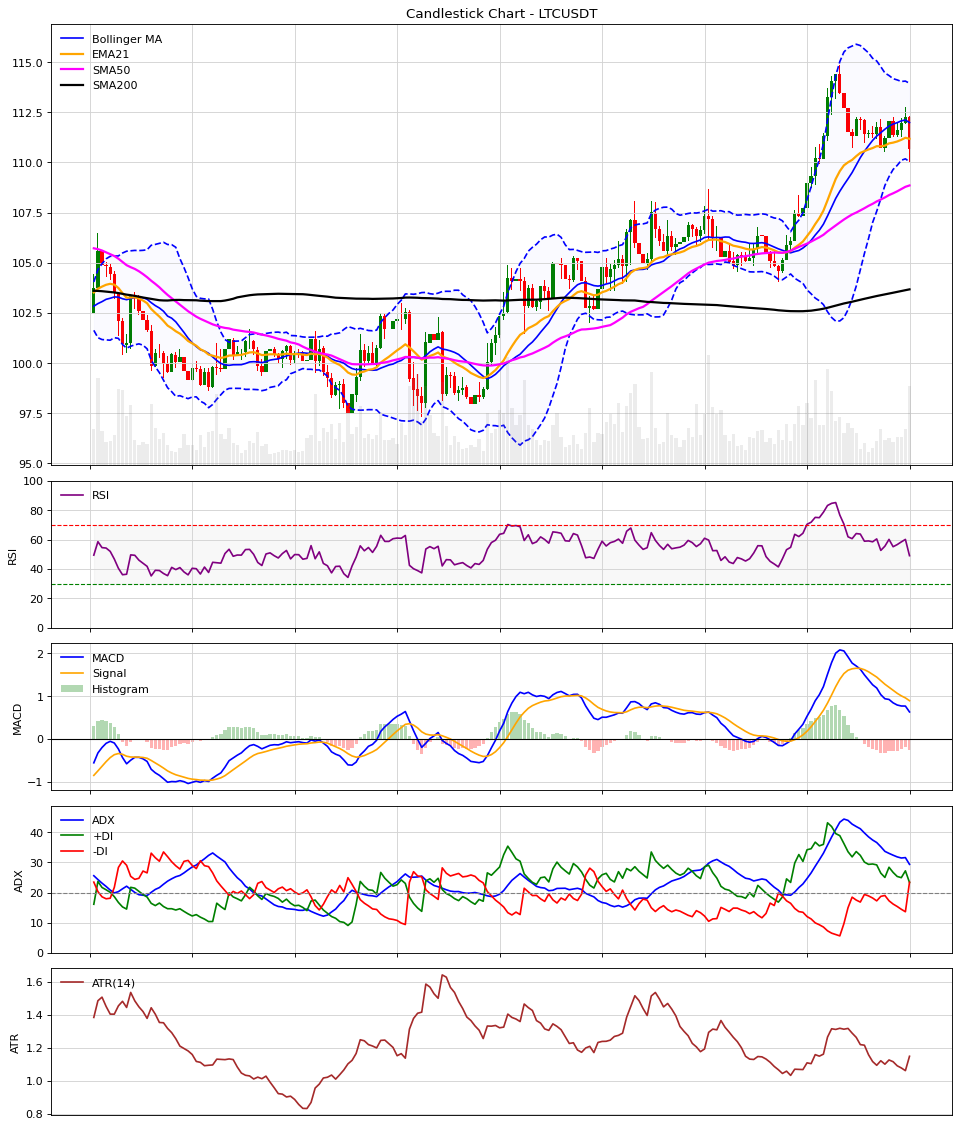 Candlestick Chart - LTCUSDT
Bollinger MA
EMA21
SMA50
SMA200
115.0
112.5
110.0
107.5
105.0
102.5
100.0
97.5
95.0
RSI
100
80
60
40
20
0
RSI
MACD
Signal
Histogram
2
1
0
−1
MACD
ADX
+DI
-DI
40
30
20
10
0
ADX
ATR(14)
1.6
1.4
1.2
1.0
0.8
ATR